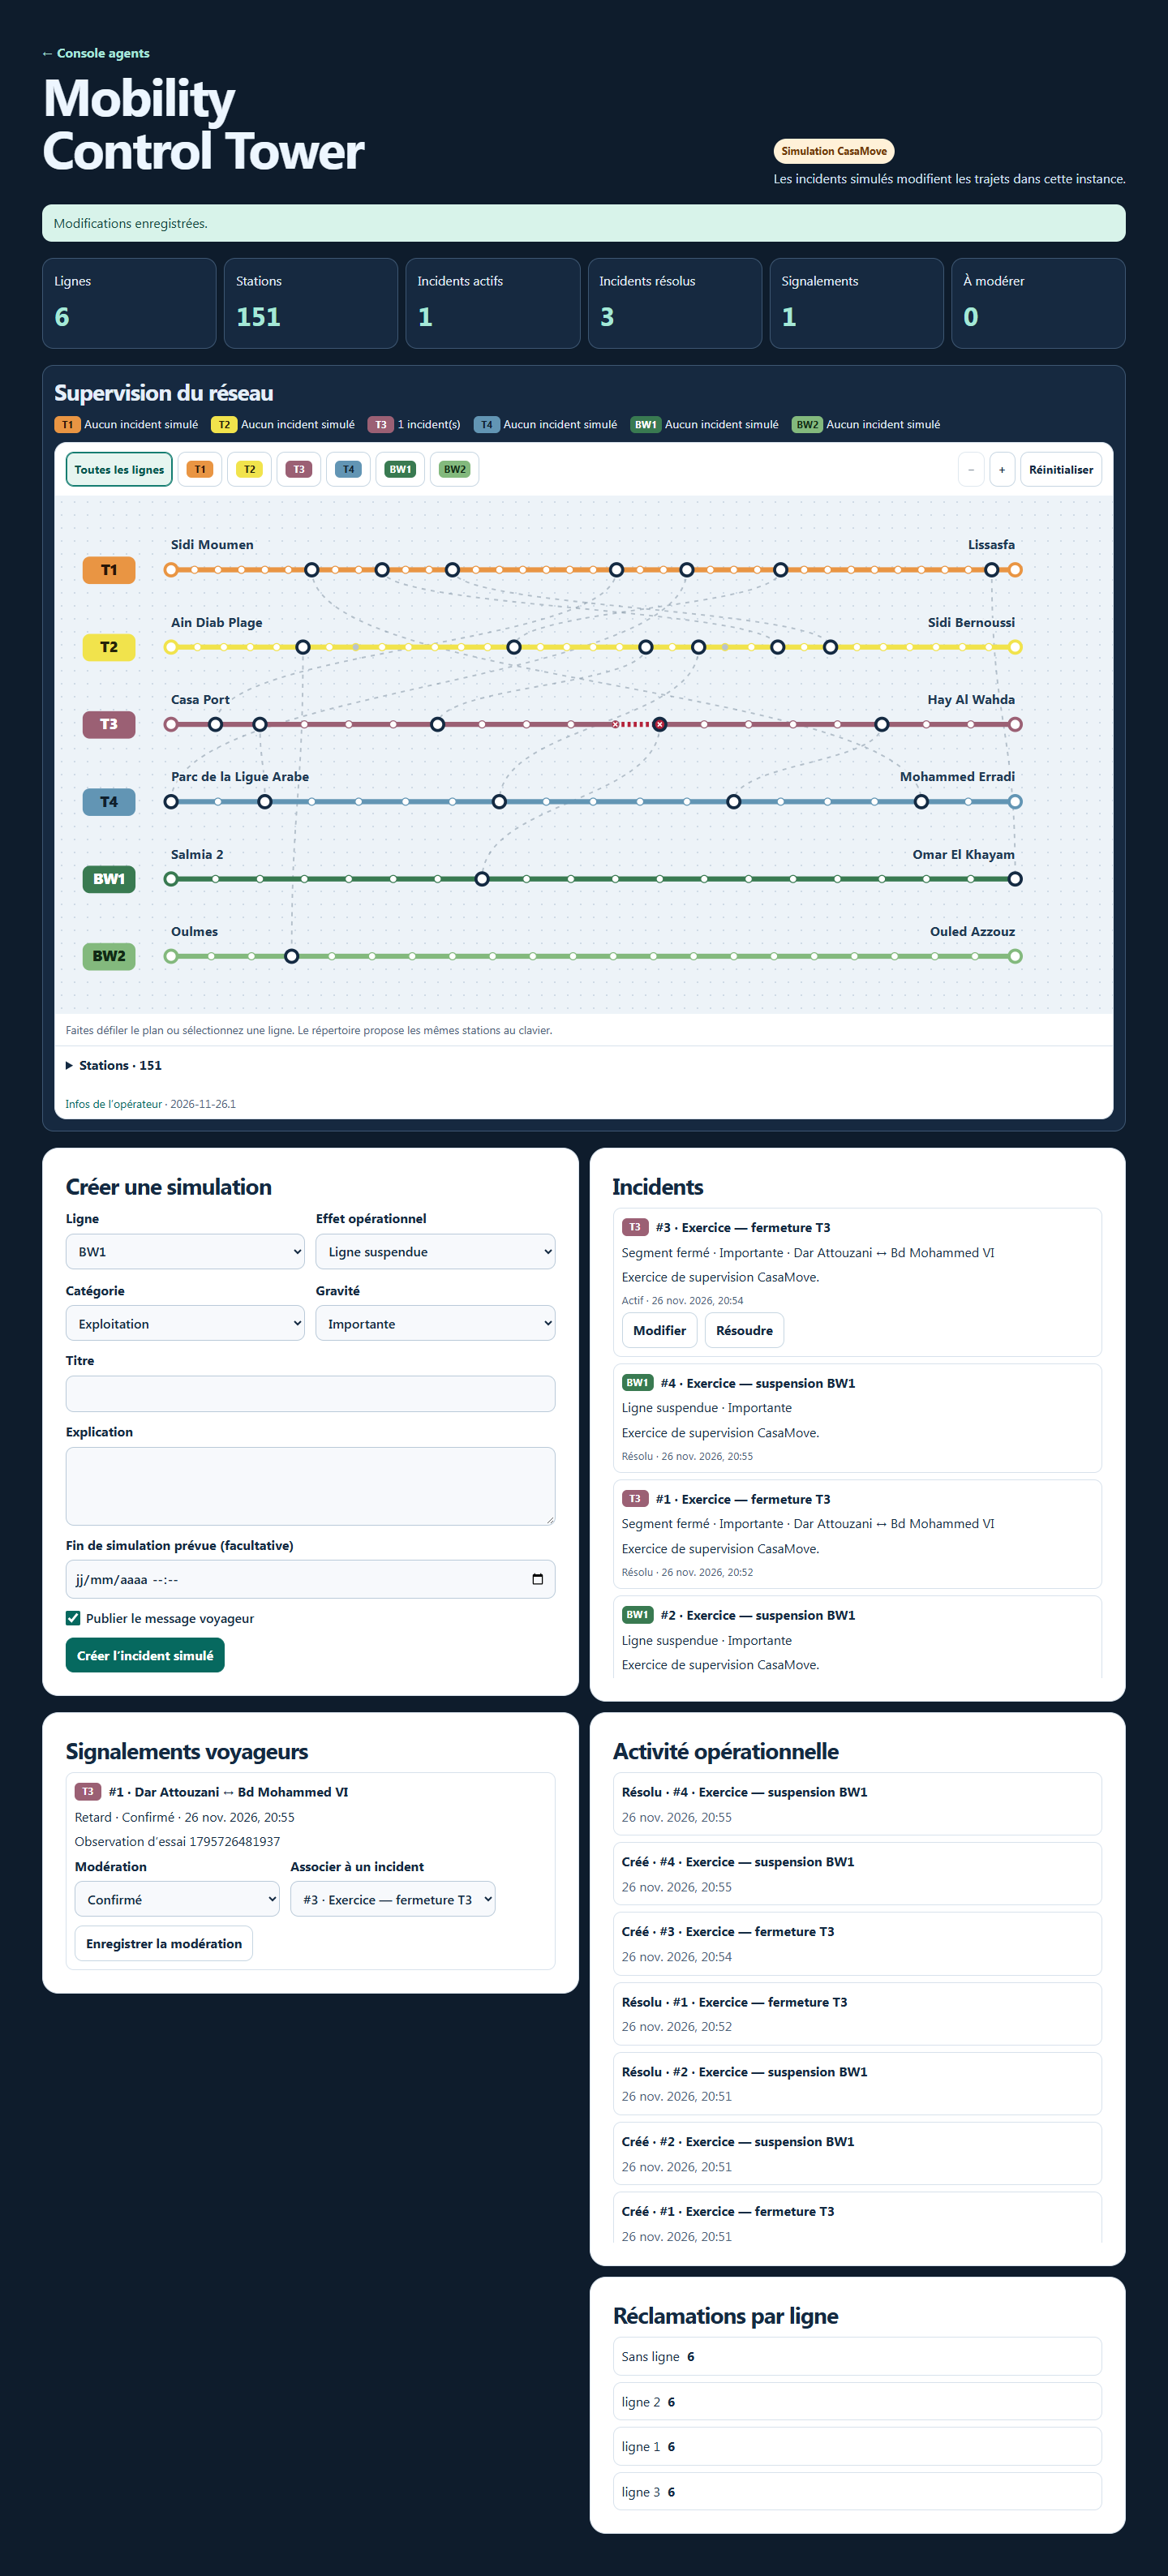 ← Console agents
Mobility
Control Tower
Simulation CasaMove
Les incidents simulés modifient les trajets dans cette instance.
Modifications enregistrées.
Lignes
6
Stations
151
Incidents actifs
1
Incidents résolus
3
Signalements
1
À modérer
0
Supervision du réseau
T1 Aucun incident simulé T2 Aucun incident simulé T3 1 incident(s) T4 Aucun incident simulé BW1 Aucun incident simulé BW2 Aucun incident simulé
Toutes les lignes T1 T2 T3 T4 BW1 BW2 − + Réinitialiser
Sidi Moumen Lissasfa
T1
Ain Diab Plage Sidi Bernoussi
T2
Casa Port Hay Al Wahda
T3
Parc de la Ligue Arabe Mohammed Erradi
T4
Salmia 2 Omar El Khayam
BW1
Oulmes Ouled Azzouz
BW2
Faites défiler le plan ou sélectionnez une ligne. Le répertoire propose les mêmes stations au clavier.
▶ Stations · 151
Infos de l'opérateur · 2026-11-26.1
Créer une simulation
Ligne Effet opérationnel
BW1 Ligne suspendue
Catégorie Gravité
Exploitation Importante
Titre
Explication
Fin de simulation prévue (facultative)
jj/mm/aaaa --:--
Publier le message voyageur
Créer l'incident simulé
Incidents
T3 #3 · Exercice — fermeture T3
Segment fermé · Importante · Dar Attouzani ↔ Bd Mohammed VI
Exercice de supervision CasaMove.
Actif · 26 nov. 2026, 20:54
Modifier Résoudre
BW1 #4 · Exercice — suspension BW1
Ligne suspendue · Importante
Exercice de supervision CasaMove.
Résolu · 26 nov. 2026, 20:55
T3 #1 · Exercice — fermeture T3
Segment fermé · Importante · Dar Attouzani ↔ Bd Mohammed VI
Exercice de supervision CasaMove.
Résolu · 26 nov. 2026, 20:52
BW1 #2 · Exercice — suspension BW1
Ligne suspendue · Importante
Exercice de supervision CasaMove.
Signalements voyageurs
T3 #1 · Dar Attouzani ↔ Bd Mohammed VI
Retard · Confirmé · 26 nov. 2026, 20:55
Observation d'essai 1795726481937
Modération Associer à un incident
Confirmé #3 · Exercice — fermeture T3
Enregistrer la modération
Activité opérationnelle
Résolu · #4 · Exercice — suspension BW1
26 nov. 2026, 20:55
Créé · #4 · Exercice — suspension BW1
26 nov. 2026, 20:55
Créé · #3 · Exercice — fermeture T3
26 nov. 2026, 20:54
Résolu · #1 · Exercice — fermeture T3
26 nov. 2026, 20:52
Résolu · #2 · Exercice — suspension BW1
26 nov. 2026, 20:51
Créé · #2 · Exercice — suspension BW1
26 nov. 2026, 20:51
Créé · #1 · Exercice — fermeture T3
26 nov. 2026, 20:51
Réclamations par ligne
Sans ligne 6
ligne 2 6
ligne 1 6
ligne 3 6